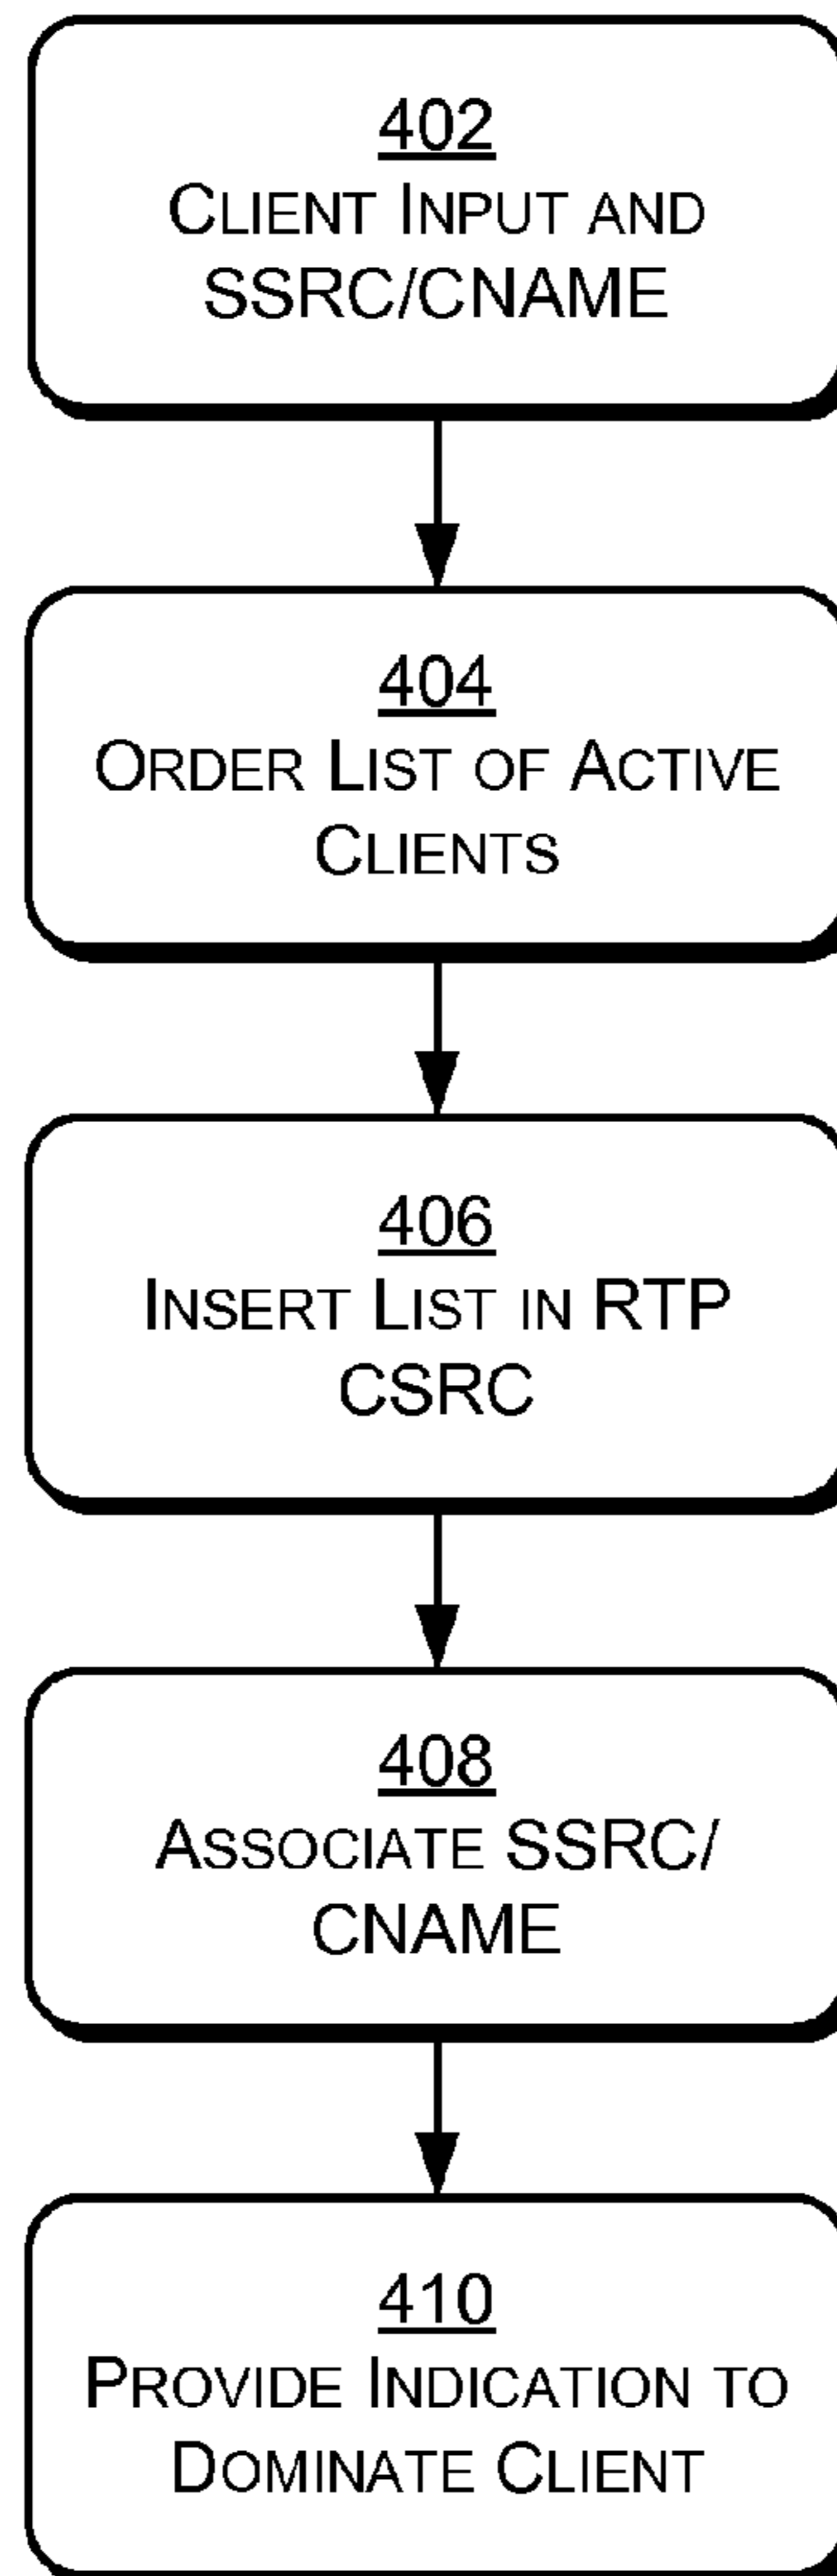 402
CLIENT INPUT AND
SSRC/CNAME
404
ORDER LIST OF ACTIVE
CLIENTS
406
INSERT LIST IN RTP
CSRC
408
ASSOCIATE SSRC/
CNAME
410
PROVIDE INDICATION TO
DOMINATE CLIENT